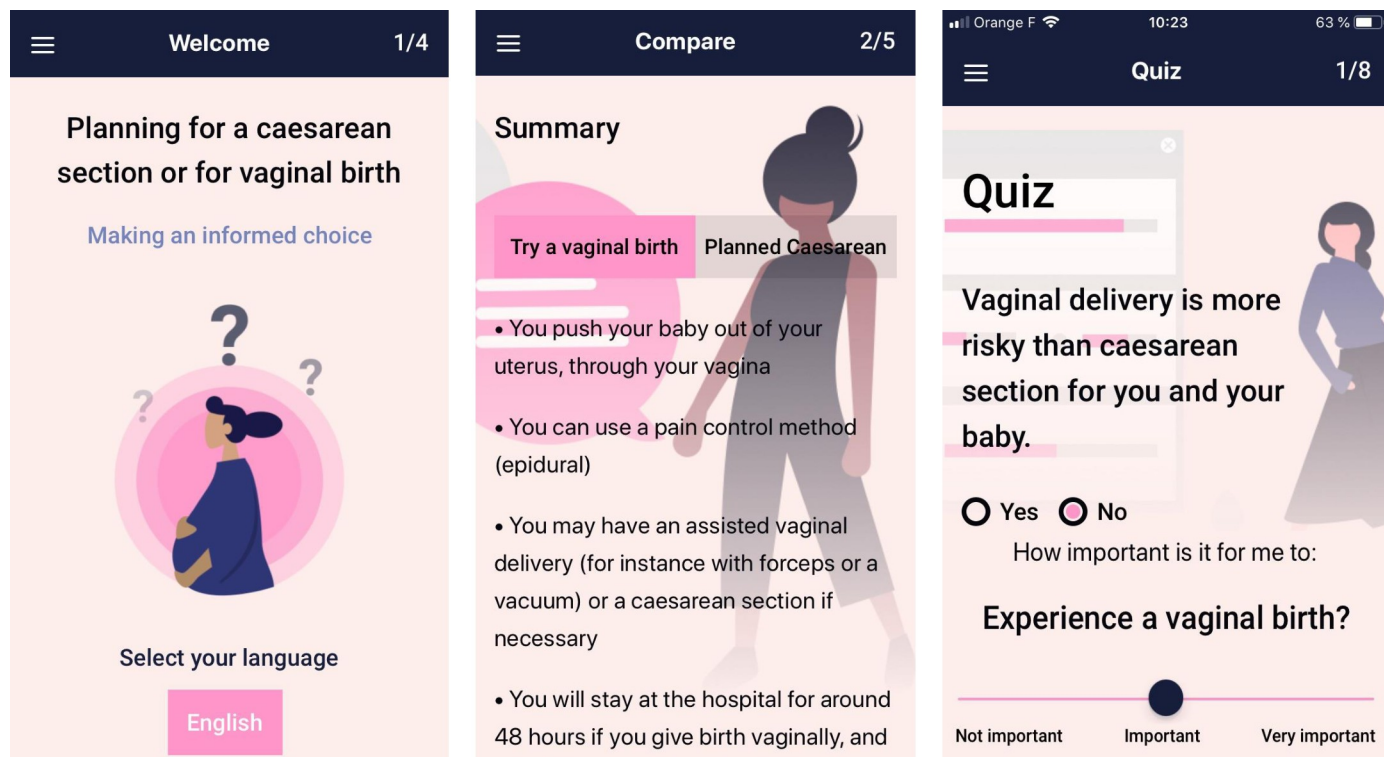 Welcome 1/4
Planning for a caesarean
section or for vaginal birth
Making an informed choice
?
?
?
Select your language
English
Compare 2/5
Summary
Try a vaginal birth Planned Caesarean
• You push your baby out of your
uterus, through your vagina
• You can use a pain control method
(epidural)
• You may have an assisted vaginal
delivery (for instance with forceps or a
vacuum) or a caesarean section if
necessary
• You will stay at the hospital for around
48 hours if you give birth vaginally, and
Orange F 10:23 63 %
Quiz 1/8
Quiz
Vaginal delivery is more
risky than caesarean
section for you and your
baby.
Yes No
How important is it for me to:
Experience a vaginal birth?
Not important Important Very important